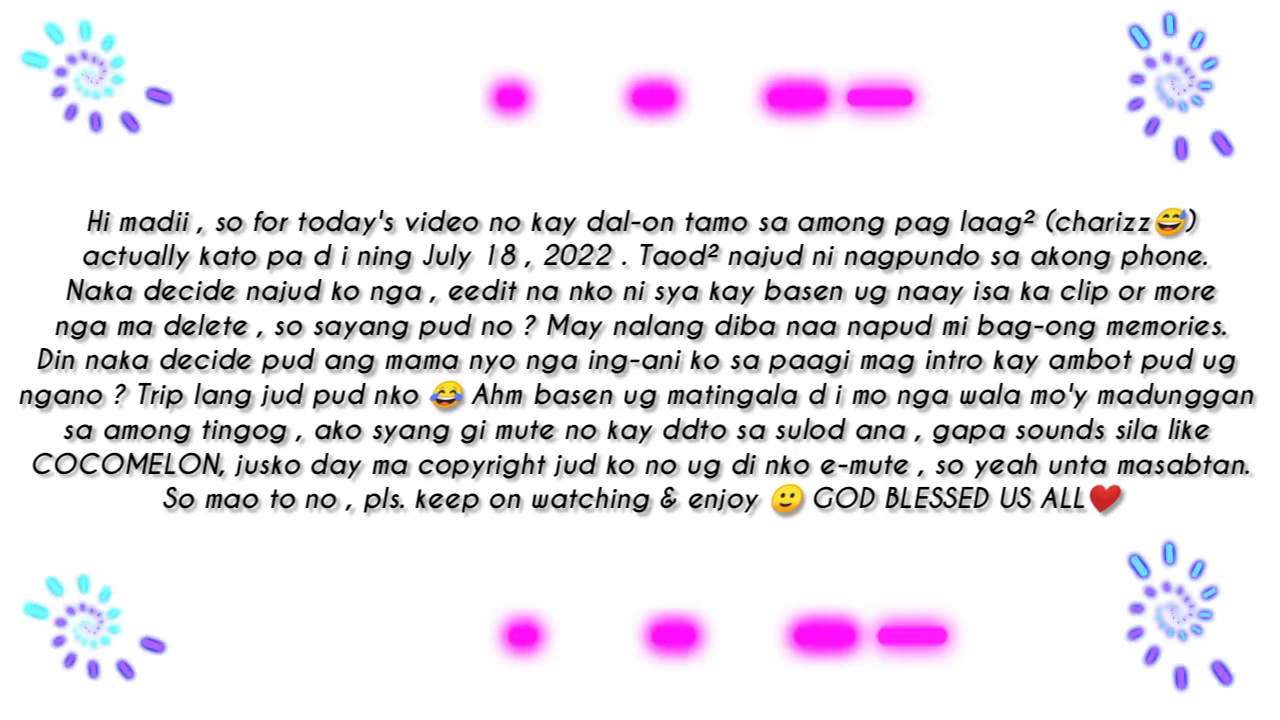 Hi madii , so for today's video no kay dal-on tamo sa among pag laag² (charizz😅)
actually kato pa d i ning July 18 , 2022 . Taod² najud ni nagpundo sa akong phone.
Naka decide najud ko nga , eedit na nko ni sya kay basen ug naay isa ka clip or more
nga ma delete , so sayang pud no ? May nalang diba naa napud mi bag-ong memories.
Din naka decide pud ang mama nyo nga ing-ani ko sa paagi mag intro kay ambot pud ug
ngano ? Trip lang jud pud nko 😂 Ahm basen ug matingala d i mo nga wala mo'y madunggan
sa among tingog , ako syang gi mute no kay ddto sa sulod ana , gapa sounds sila like
COCOMELON, jusko day ma copyright jud ko no ug di nko e-mute , so yeah unta masabtan.
So mao to no , pls. keep on watching & enjoy 🙂 GOD BLESSED US ALL❤️